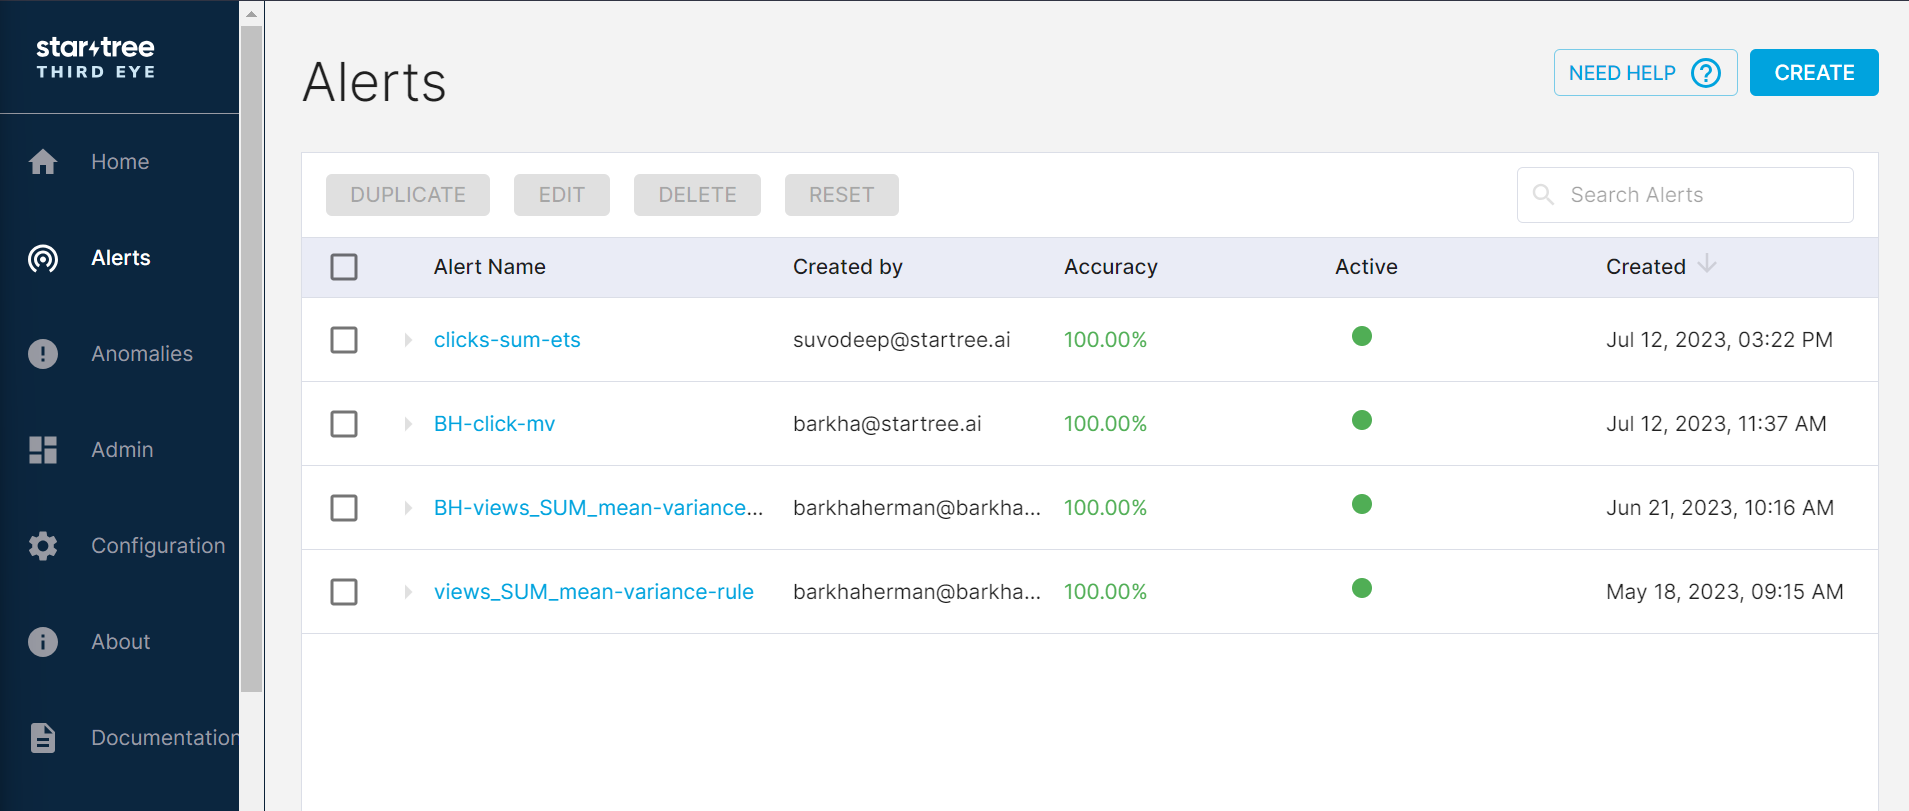 star tree
THIRD EYE
Home
Alerts
Anomalies
Admin
Configuration
About
Documentation
Alerts
NEED HELP ?
CREATE
DUPLICATE EDIT DELETE RESET
Search Alerts
Alert Name Created by Accuracy Active Created
clicks-sum-ets suvodeep@startree.ai 100.00% Jul 12, 2023, 03:22 PM
BH-click-mv barkha@startree.ai 100.00% Jul 12, 2023, 11:37 AM
BH-views_SUM_mean-variance... barkhaherman@barkha... 100.00% Jun 21, 2023, 10:16 AM
views_SUM_mean-variance-rule barkhaherman@barkha... 100.00% May 18, 2023, 09:15 AM